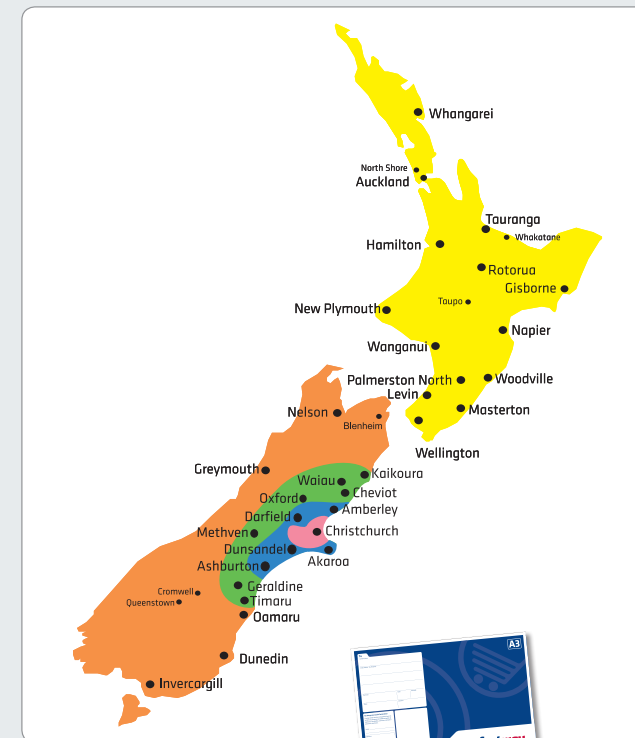 Whangarei
North Shore
Auckland
Tauranga
Whakatane
Hamilton
Rotorua
Gisborne
Taupo
New Plymouth
Napier
Wanganui
Palmerston North
Woodville
Levin
Masterton
Nelson
Blenheim
Wellington
Greymouth
Kaikoura
Waiau
Cheviot
Oxford
Amberley
Darfield
Christchurch
Methven
Dunsandel
Akaroa
Ashburton
Geraldine
Cromwell
Timaru
Queenstown
Oamaru
Dunedin
Invercargill
A3